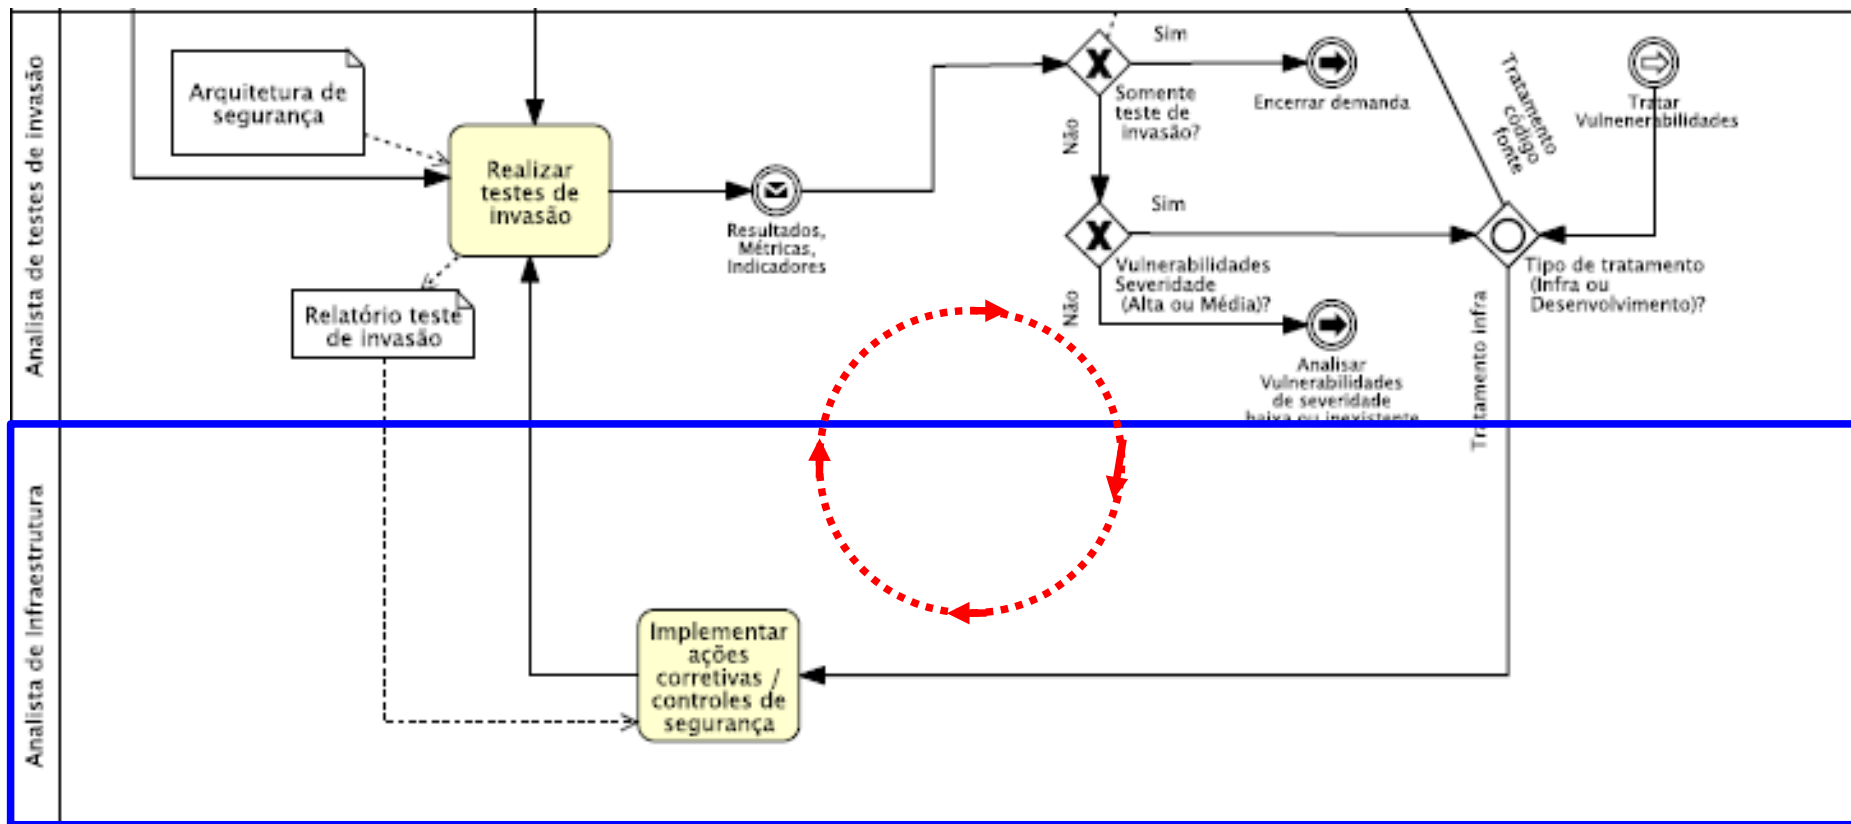 Analista de testes de invasão
Arquitetura de
segurança
Realizar
testes de
invasão
Relatório teste
de invasão
Resultados,
Métricas,
Indicadores
Sim
Somente
teste de
invasão?
Não
Encerrar demanda
Sim
Vulnerabilidades
Severidade
(Alta ou Média)?
Não
Analisar
Vulnerabilidades
de severidade
baixa ou inexistente
Tratamento
código
fonte
Tratar
Vulnenerabilidades
Tipo de tratamento
(Infra ou
Desenvolvimento)?
Tratamento infra
Analista de Infraestrutura
Implementar
ações
corretivas /
controles de
segurança